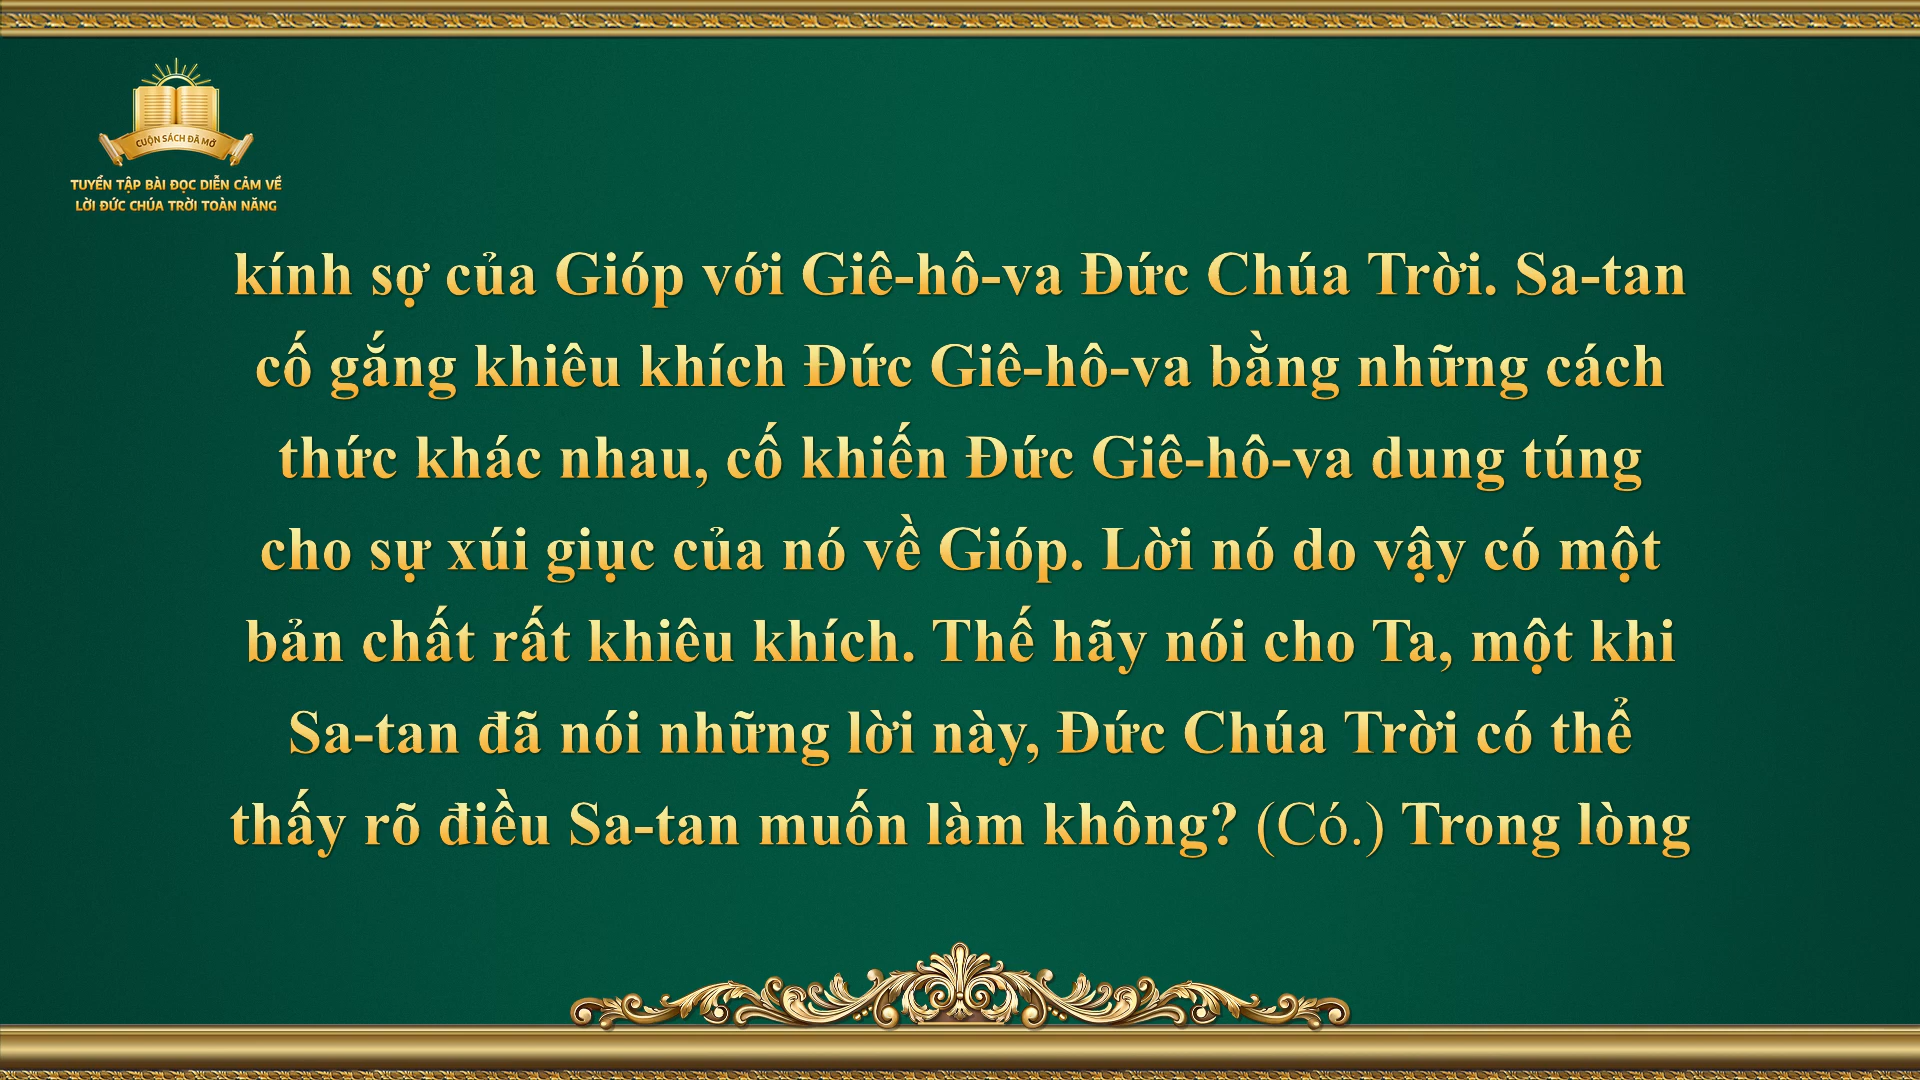 CUỘN SÁCH ĐÃ MỞ
TUYỂN TẬP BÀI ĐỌC DIỄN CẢM VỀ
LỜI ĐỨC CHÚA TRỜI TOÀN NĂNG
kính sợ của Gióp với Giê-hô-va Đức Chúa Trời. Sa-tan
cố gắng khiêu khích Đức Giê-hô-va bằng những cách
thức khác nhau, cố khiến Đức Giê-hô-va dung túng
cho sự xúi giục của nó về Gióp. Lời nó do vậy có một
bản chất rất khiêu khích. Thế hãy nói cho Ta, một khi
Sa-tan đã nói những lời này, Đức Chúa Trời có thể
thấy rõ điều Sa-tan muốn làm không? (Có.) Trong lòng